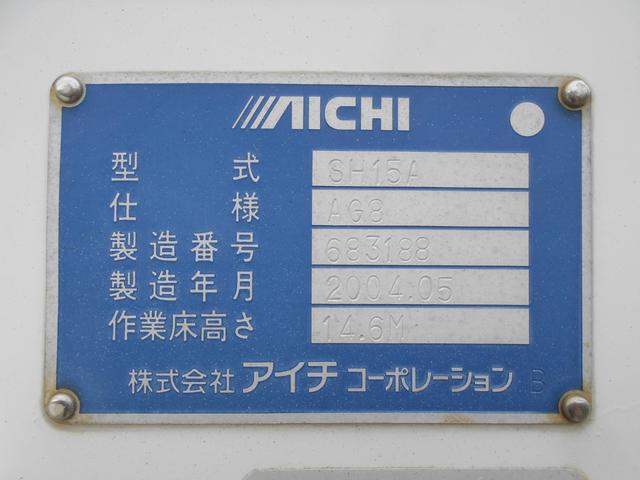 AICHI
型式 SH15A
仕様 AG8
製造番号 683188
製造年月 2004.05
作業床高さ 14.6M
株式会社 アイチ コーポレーション B